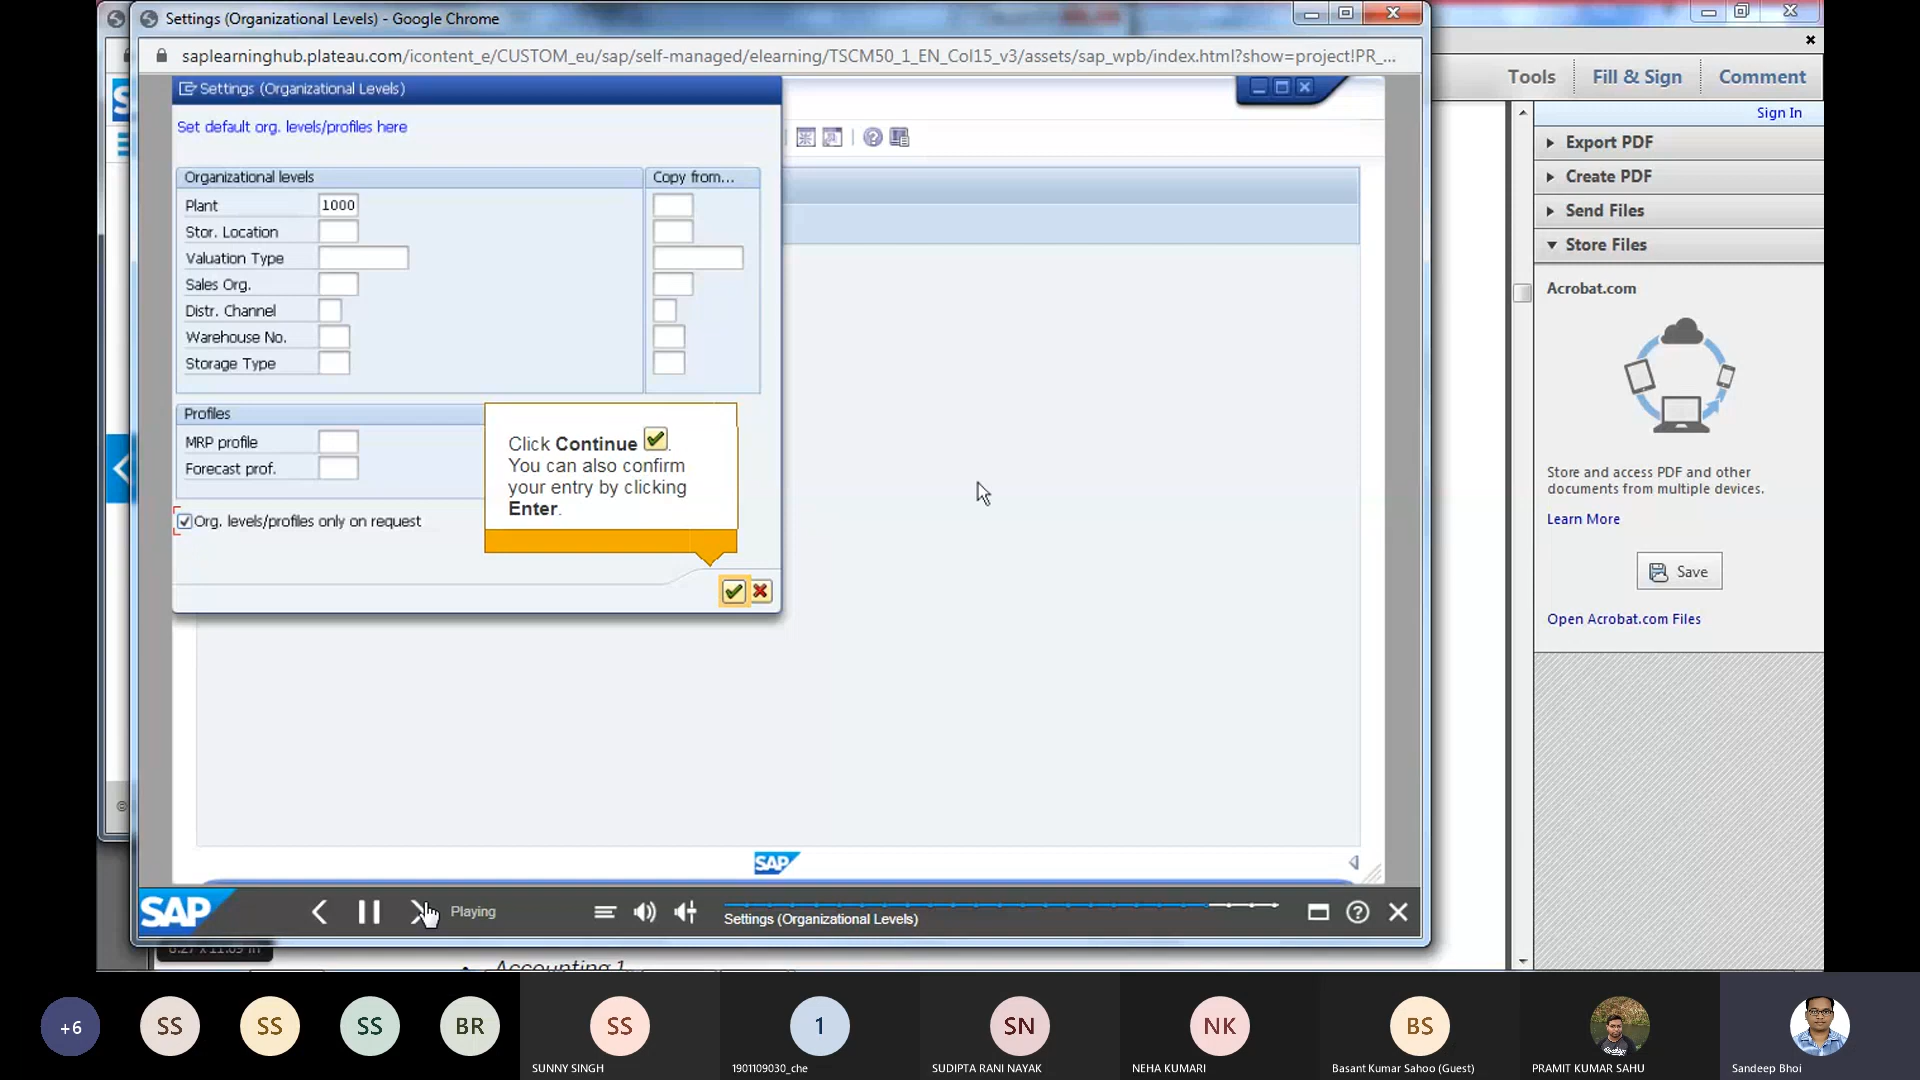 Settings (Organizational Levels) - Google Chrome
saplearninghub.plateau.com/icontent_e/CUSTOM_eu/sap/self-managed/elearning/TSCM50_1_EN_Col15_v3/assets/sap_wpb/index.html?show=project!PR_...
Settings (Organizational Levels)
Set default org. levels/profiles here
Organizational levels
Copy from...
Plant 1000
Stor. Location
Valuation Type
Sales Org.
Distr. Channel
Warehouse No.
Storage Type
Profiles
MRP profile
Forecast prof.
Org. levels/profiles only on request
Click Continue .
You can also confirm
your entry by clicking
Enter.
SAP
SAP
Playing
Settings (Organizational Levels)
Accounting 1
Tools
Fill & Sign
Comment
Sign In
Export PDF
Create PDF
Send Files
Store Files
Acrobat.com
Store and access PDF and other
documents from multiple devices.
Learn More
Save
Open Acrobat.com Files
+6
SS
SS
SS
BR
SS
SUNNY SINGH
1
1901109030_che
SN
SUDIPTA RANI NAYAK
NK
NEHA KUMARI
BS
Basant Kumar Sahoo (Guest)
PRAMIT KUMAR SAHU
Sandeep Bhoi